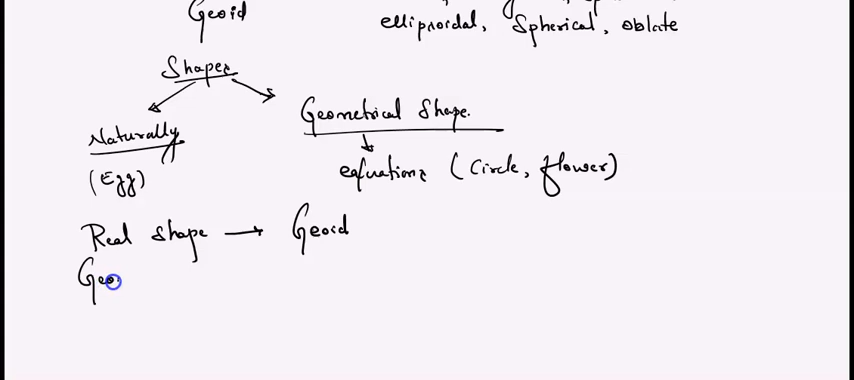 Geoid
ellipsoidal, Spherical, oblate
Shapes
Naturally
Geometrical Shape.
(Egg)
equations (Circle, flower)
Real Shape → Geoid
Geo